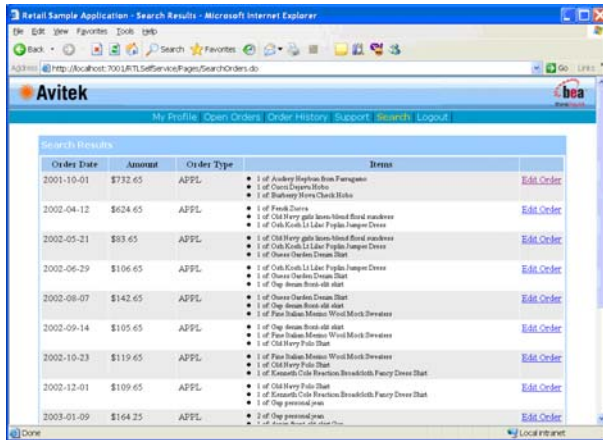 Retail Sample Application - Search Results - Microsoft Internet Explorer
File Edit View Favorites Tools Help
Back Search Favorites
Address http://localhost:7001/RTLSelfService/Pages/SearchOrders.do Go Links
Avitek bea
My Profile Open Orders Order History Support Search Logout
Search Results
Order Date Amount Order Type Items
2001-10-01 $732.65 APPL Edit Order
1 of Audrey Hepburn from Farragamo
1 of Gucci Dejavu Hobo
1 of Burberry Nova Check Hobo
2002-04-12 $624.65 APPL Edit Order
1 of Fendi Zucca
1 of Old Navy girls linen-blend floral sundress
1 of Osh Kosh Lt Lilac Poplin Jumper Dress
2002-05-21 $83.65 APPL Edit Order
1 of Old Navy girls linen-blend floral sundress
1 of Osh Kosh Lt Lilac Poplin Jumper Dress
1 of Guess Garden Denim Skirt
2002-06-29 $106.65 APPL Edit Order
1 of Osh Kosh Lt Lilac Poplin Jumper Dress
1 of Guess Garden Denim Skirt
1 of Gap denim front-slit skirt
2002-08-07 $142.65 APPL Edit Order
1 of Guess Garden Denim Skirt
1 of Gap denim front-slit skirt
1 of Fine Italian Merino Wool Mock Sweaters
2002-09-14 $105.65 APPL Edit Order
1 of Gap denim front-slit skirt
1 of Fine Italian Merino Wool Mock Sweaters
1 of Old Navy Polo Shirt
2002-10-23 $119.65 APPL Edit Order
1 of Fine Italian Merino Wool Mock Sweaters
1 of Old Navy Polo Shirt
1 of Kenneth Cole Reaction Broadcloth Fancy Dress Shirt
2002-12-01 $109.65 APPL Edit Order
1 of Old Navy Polo Shirt
1 of Kenneth Cole Reaction Broadcloth Fancy Dress Shirt
1 of Gap personal jean
2003-01-09 $164.25 APPL Edit Order
2 of Gap personal jean
Done Local intranet